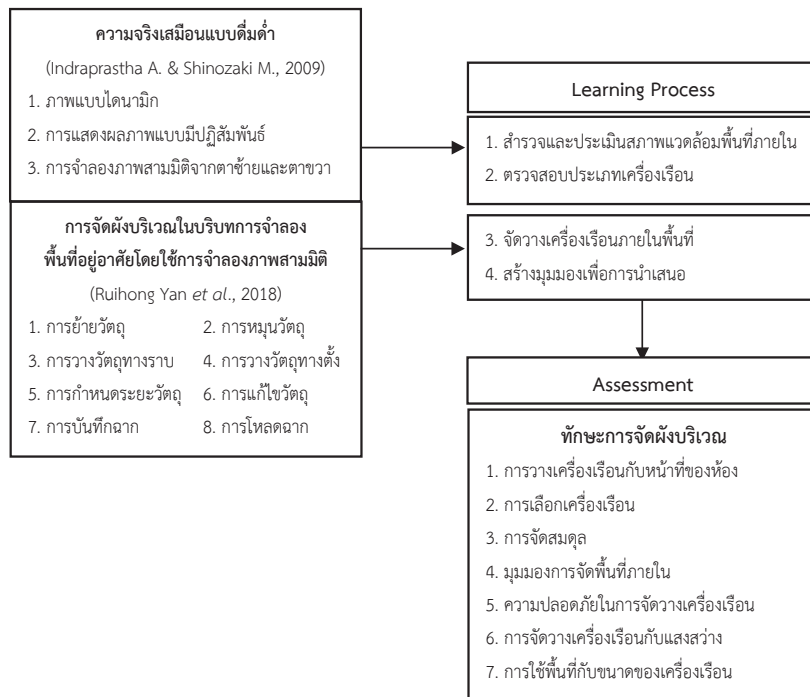 ความจริงเสมือนแบบดื่มด่ำ
(Indraprastha A. & Shinozaki M., 2009)
1. ภาพแบบไดนามิก
2. การแสดงผลภาพแบบมีปฏิสัมพันธ์
3. การจำลองภาพสามมิติจากตาซ้ายและตาขวา
การจัดผังบริเวณในบริบทการจำลอง
พื้นที่อยู่อาศัยโดยใช้การจำลองภาพสามมิติ
(Ruihong Yan et al., 2018)
1. การย้ายวัตถุ 2. การหมุนวัตถุ
3. การวางวัตถุทางราบ 4. การวางวัตถุทางตั้ง
5. การกำหนดระยะวัตถุ 6. การแก้ไขวัตถุ
7. การบันทึกฉาก 8. การโหลดฉาก
Learning Process
1. สำรวจและประเมินสภาพแวดล้อมพื้นที่ภายใน
2. ตรวจสอบประเภทเครื่องเรือน
3. จัดวางเครื่องเรือนภายในพื้นที่
4. สร้างมุมมองเพื่อการนำเสนอ
Assessment
ทักษะการจัดผังบริเวณ
1. การวางเครื่องเรือนกับหน้าที่ของห้อง
2. การเลือกเครื่องเรือน
3. การจัดสมดุล
4. มุมมองการจัดพื้นที่ภายใน
5. ความปลอดภัยในการจัดวางเครื่องเรือน
6. การจัดวางเครื่องเรือนกับแสงสว่าง
7. การใช้พื้นที่กับขนาดของเครื่องเรือน